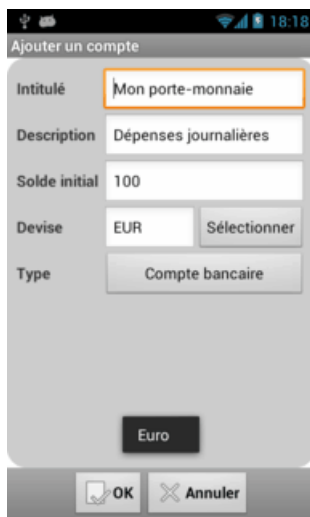 18:18
Ajouter un compte
Intitulé Mon porte-monnaie
Description Dépenses journalières
Solde initial 100
Devise EUR Sélectionner
Type Compte bancaire
Euro
OK Annuler